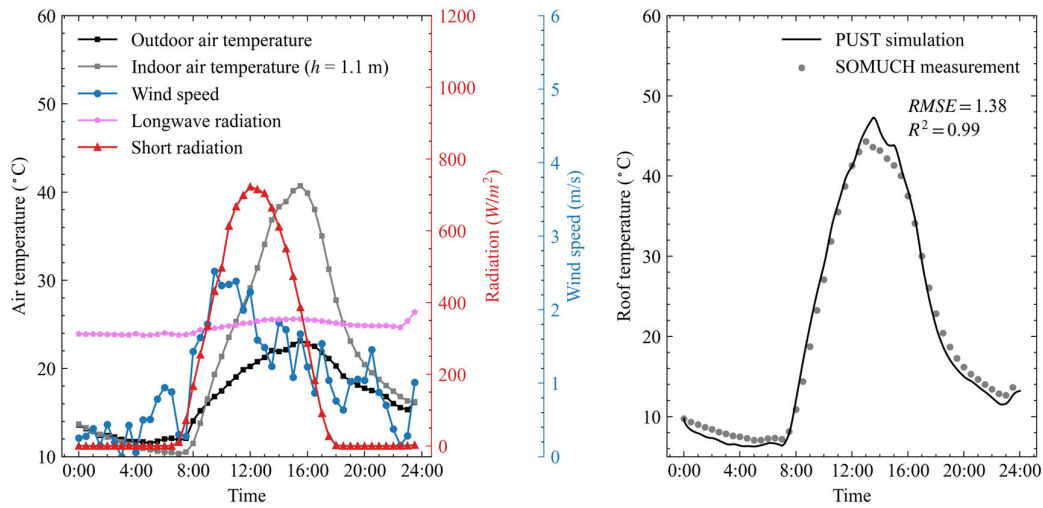 60
50
40
30
20
10
Air temperature (°C)
Outdoor air temperature
Indoor air temperature (h = 1.1 m)
Wind speed
Longwave radiation
Short radiation
0:00
4:00
8:00
12:00
16:00
20:00
24:00
Time
1200
1000
800
600
400
200
0
Radiation (W/m²)
6
5
4
3
2
1
0
Wind speed (m/s)
60
50
40
30
20
10
Roof temperature (°C)
PUST simulation
SOMUCH measurement
RMSE=1.38
R²=0.99
0:00
4:00
8:00
12:00
16:00
20:00
24:00
Time